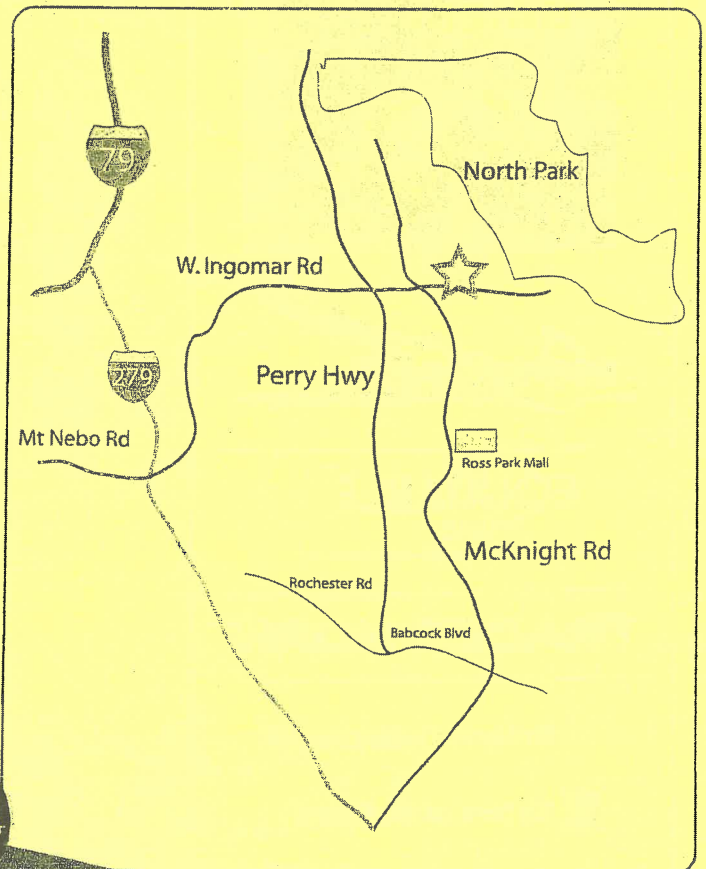 79
North Park
W. Ingomar Rd
279
Perry Hwy
Mt Nebo Rd
Ross Park Mall
McKnight Rd
Rochester Rd
Babcock Blvd